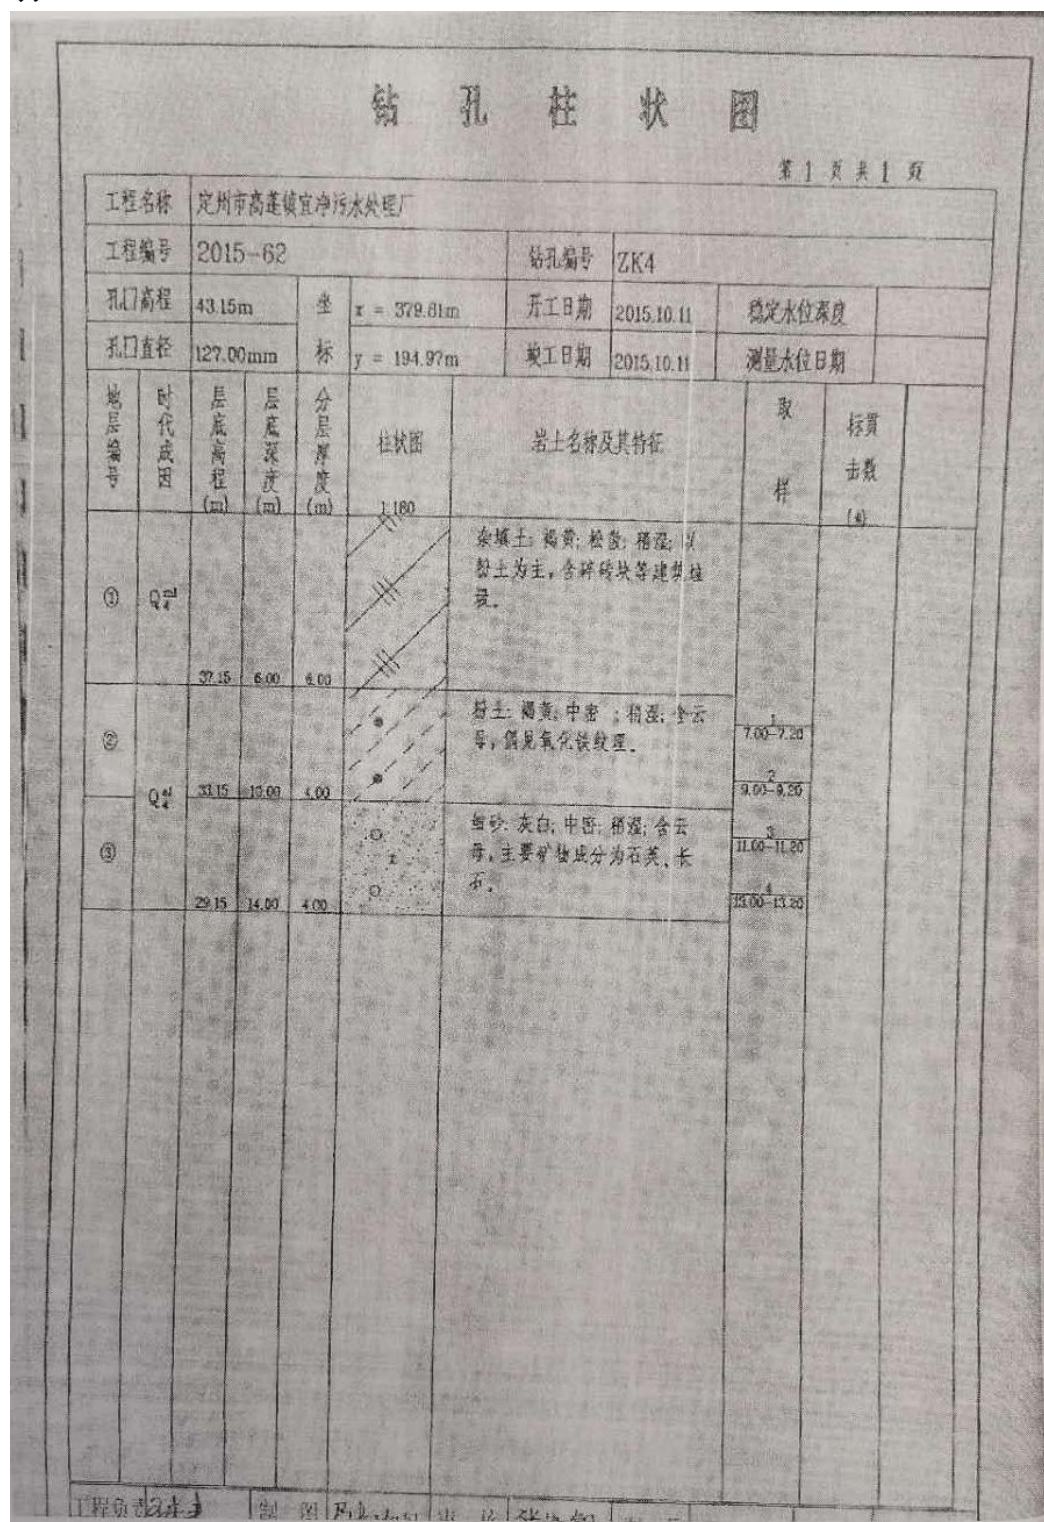 钻孔柱状图
第 1 页 共 1 页
工程名称 定州市高蓬镇宜净污水处理厂
工程编号 2015-62 钻孔编号 ZK4
孔口高程 43.15m 坐 x = 379.81m 开工日期 2015.10.11 稳定水位深度
孔口直径 127.00mm 标 y = 194.97m 竣工日期 2015.10.11 测量水位日期
地层编号 时代成因 层底高程(m) 层底深度(m) 分层厚度(m) 柱状图 1:180 岩土名称及其特征 取样 标贯击数
杂填土: 褐黄; 松散; 稍湿; 以
粉土为主, 含碎砖块等建筑垃
圾.
① Q
37.15 6.00 6.00
粉土: 褐黄; 中密 ; 稍湿; 含云
母, 偶见氧化铁纹理.
②
1
7.00-7.20
2
9.00-9.20
Q 33.15 10.00 4.00
细砂: 灰白; 中密; 稍湿; 含云
母, 主要矿物成分为石英、长
石.
③
3
11.00-11.20
4
13.00-13.20
29.15 14.00 4.00
工程负责 制 图